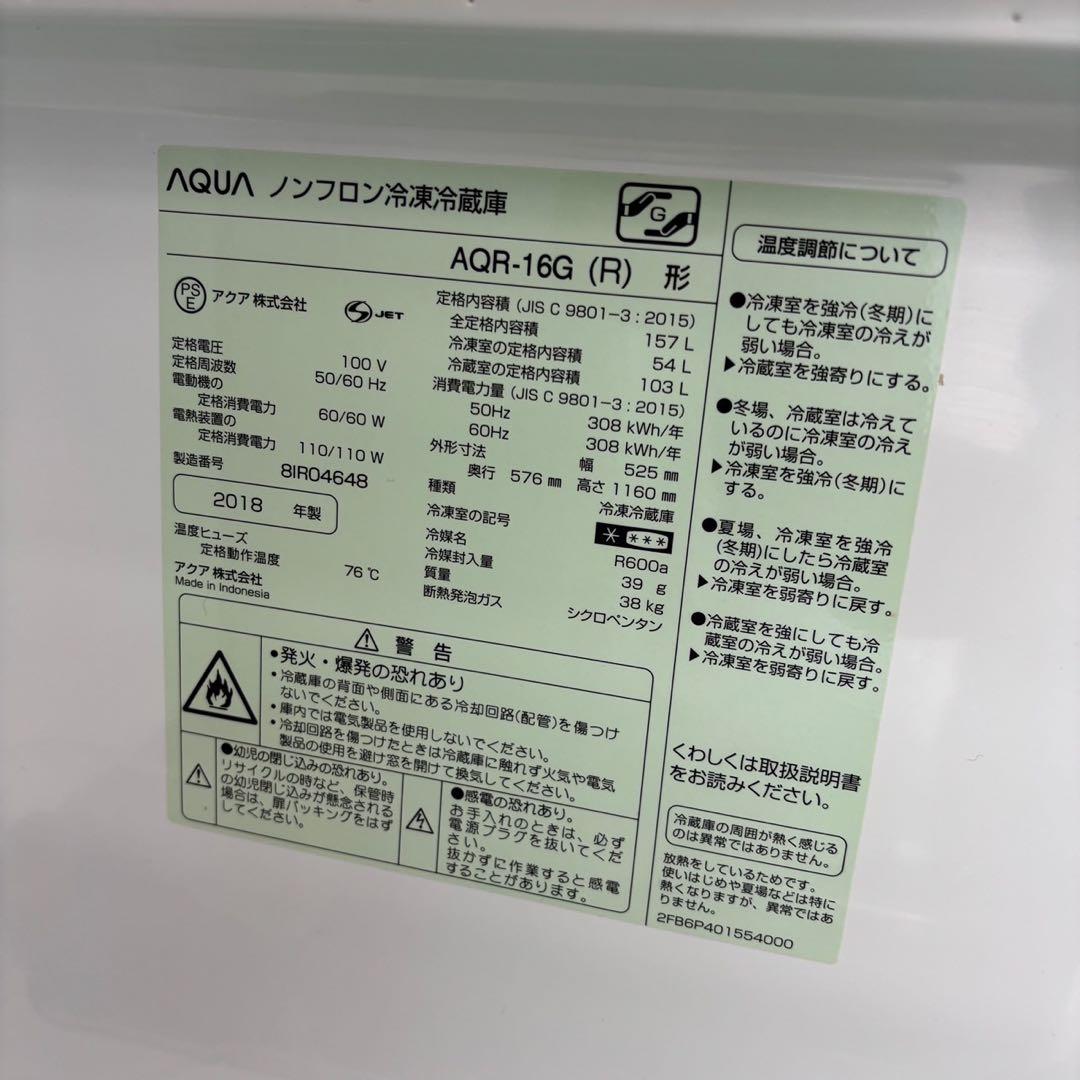 AQUA ノンフロン冷凍冷蔵庫
G
AQR-16G (R) 形
PS
E
アクア 株式会社
S JET
定格電圧 100 V
定格周波数 50/60 Hz
電動機の
定格消費電力 60/60 W
電熱装置の
定格消費電力 110/110 W
製造番号 8IR04648
2018 年製
温度ヒューズ
定格動作温度 76 ℃
アクア 株式会社
Made in Indonesia
定格内容積 (JIS C 9801-3 : 2015)
全定格内容積 157 L
冷凍室の定格内容積 54 L
冷蔵室の定格内容積 103 L
消費電力量 (JIS C 9801-3 : 2015)
50Hz 308 kWh/年
60Hz 308 kWh/年
外形寸法 幅 525 mm
奥行 576 mm 高さ 1160 mm
種類 冷凍冷蔵庫
冷凍室の記号 * ***
冷媒名 R600a
冷媒封入量 39 g
質量 38 kg
断熱発泡ガス シクロペンタン
警 告
•発火・爆発の恐れあり
・冷蔵庫の背面や側面にある冷却回路(配管)を傷つけ
ないでください。
・庫内では電気製品を使用しないでください。
・冷却回路を傷つけたときは冷蔵庫に触れず火気や電気
製品の使用を避け窓を開けて換気してください。
●幼児の閉じ込みの恐れあり。
リサイクルの時など、保管時
の幼児閉じ込みが懸念される
場合は、扉パッキングをはず
してください。
●感電の恐れあり。
お手入れのときは、必ず
電源プラグを抜いてくだ
さい。
抜かずに作業すると感電
することがあります。
温度調節について
●冷凍室を強冷(冬期)に
しても冷凍室の冷えが
弱い場合。
▶冷蔵室を強寄りにする。
●冬場、冷蔵室は冷えて
いるのに冷凍室の冷え
が弱い場合。
▶冷凍室を強冷(冬期)に
する。
●夏場、冷凍室を強冷
(冬期)にしたら冷蔵室
の冷えが弱い場合。
▶冷凍室を弱寄りに戻す。
●冷蔵室を強にしても冷
蔵室の冷えが弱い場合。
▶冷凍室を弱寄りに戻す。
くわしくは取扱説明書
をお読みください。
冷蔵庫の周囲が熱く感じる
のは異常ではありません。
放熱をしているためです。
使いはじめや夏場などは特に
熱くなりますが、異常ではあ
りません。
2FB6P401554000